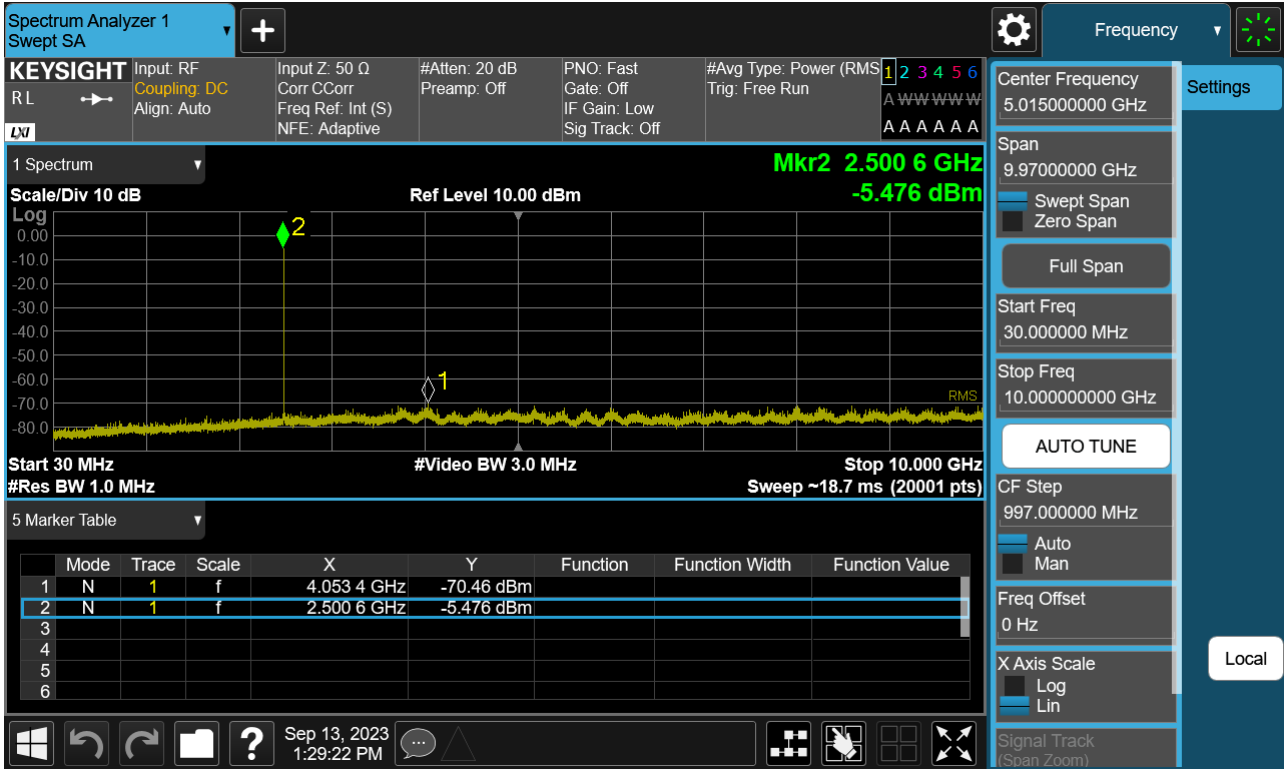 Spectrum Analyzer 1
Swept SA
Frequency
KEYSIGHT
R L
LXI
Input: RF
Coupling: DC
Align: Auto
Input Z: 50 Ω
Corr CCorr
Freq Ref: Int (S)
NFE: Adaptive
#Atten: 20 dB
Preamp: Off
PNO: Fast
Gate: Off
IF Gain: Low
Sig Track: Off
#Avg Type: Power (RMS
Trig: Free Run
1 2 3 4 5 6
A W W W W W
A A A A A A
1 Spectrum
Mkr2 2.500 6 GHz
-5.476 dBm
Scale/Div 10 dB
Ref Level 10.00 dBm
Log
0.00
-10.0
-20.0
-30.0
-40.0
-50.0
-60.0
-70.0
-80.0
2
1
RMS
Start 30 MHz
#Video BW 3.0 MHz
Stop 10.000 GHz
#Res BW 1.0 MHz
Sweep ~18.7 ms (20001 pts)
5 Marker Table
Mode Trace Scale X Y Function Function Width Function Value
1 N 1 f 4.053 4 GHz -70.46 dBm
2 N 1 f 2.500 6 GHz -5.476 dBm
3
4
5
6
Sep 13, 2023
1:29:22 PM
Center Frequency
5.015000000 GHz
Span
9.97000000 GHz
Swept Span
Zero Span
Full Span
Start Freq
30.000000 MHz
Stop Freq
10.000000000 GHz
AUTO TUNE
CF Step
997.000000 MHz
Auto
Man
Freq Offset
0 Hz
X Axis Scale
Log
Lin
Signal Track
(Span Zoom)
Settings
Local